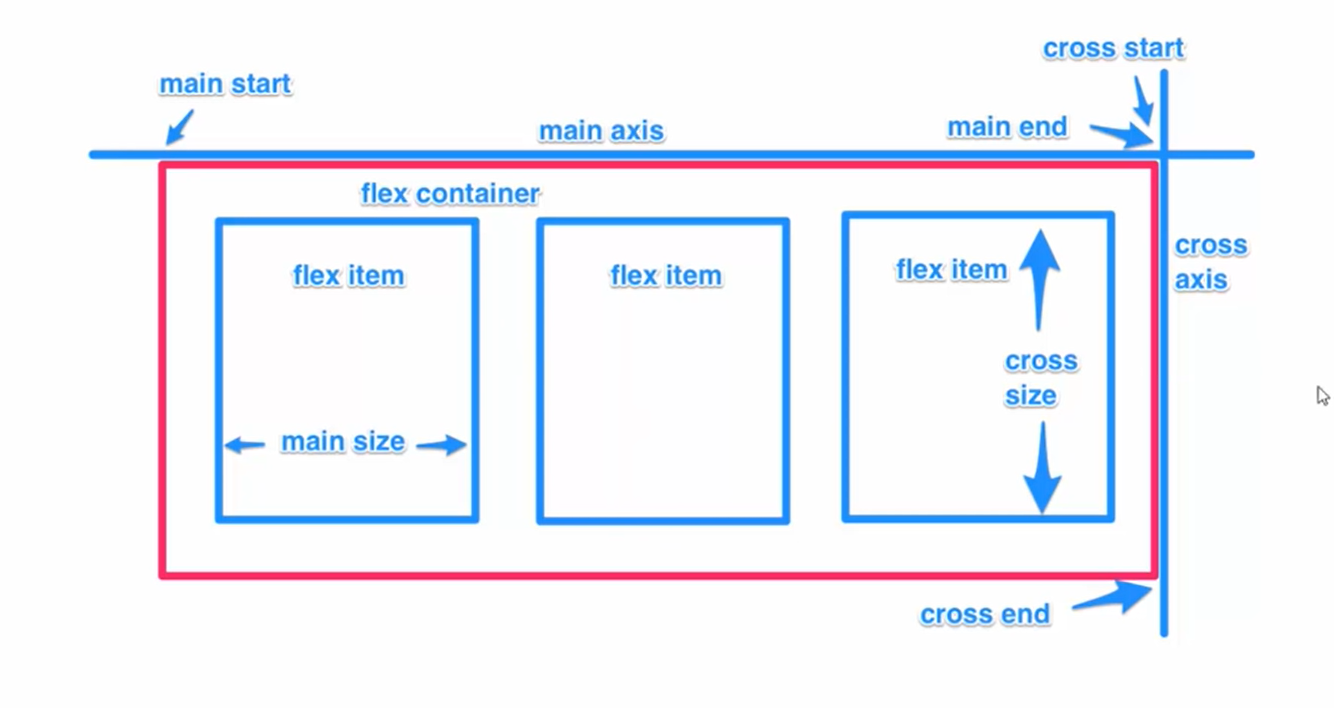 cross start
main start
main axis
main end
flex container
cross
axis
flex item
flex item
flex item
cross
size
main size
cross end